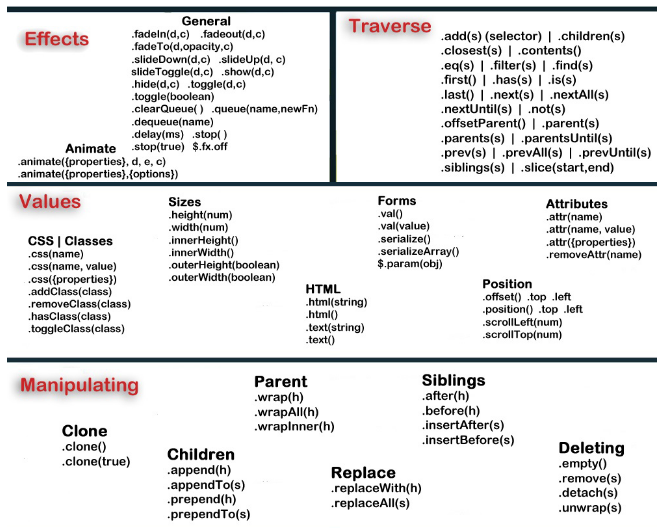 Effects
General
.fadeIn(d,c) .fadeout(d,c)
.fadeTo(d,opacity,c)
.slideDown(d,c) .slideUp(d, c)
slideToggle(d,c) .show(d,c)
.hide(d,c) .toggle(d,c)
.toggle(boolean)
.clearQueue( ) .queue(name,newFn)
.dequeue(name)
.delay(ms) .stop( )
.stop(true) $.fx.off
Animate
.animate({properties}, d, e, c)
.animate({properties},{options})
Traverse
.add(s) (selector) | .children(s)
.closest(s) | .contents()
.eq(s) | .filter(s) | .find(s)
.first() | .has(s) | .is(s)
.last() | .next(s) | .nextAll(s)
.nextUntil(s) | .not(s)
.offsetParent() | .parent(s)
.parents(s) | .parentsUntil(s)
.prev(s) | .prevAll(s) | .prevUntil(s)
.siblings(s) | .slice(start,end)
Values
CSS | Classes
.css(name)
.css(name, value)
.css({properties})
.addClass(class)
.removeClass(class)
.hasClass(class)
.toggleClass(class)
Sizes
.height(num)
.width(num)
.innerHeight()
.innerWidth()
.outerHeight(boolean)
.outerWidth(boolean)
HTML
.html(string)
.html()
.text(string)
.text()
Forms
.val()
.val(value)
.serialize()
.serializeArray()
$.param(obj)
Attributes
.attr(name)
.attr(name, value)
.attr({properties})
.removeAttr(name)
Position
.offset() .top .left
.position() .top .left
.scrollLeft(num)
.scrollTop(num)
Manipulating
Clone
.clone()
.clone(true)
Children
.append(h)
.appendTo(s)
.prepend(h)
.prependTo(s)
Parent
.wrap(h)
.wrapAll(h)
.wrapInner(h)
Replace
.replaceWith(h)
.replaceAll(s)
Siblings
.after(h)
.before(h)
.insertAfter(s)
.insertBefore(s)
Deleting
.empty()
.remove(s)
.detach(s)
.unwrap(s)